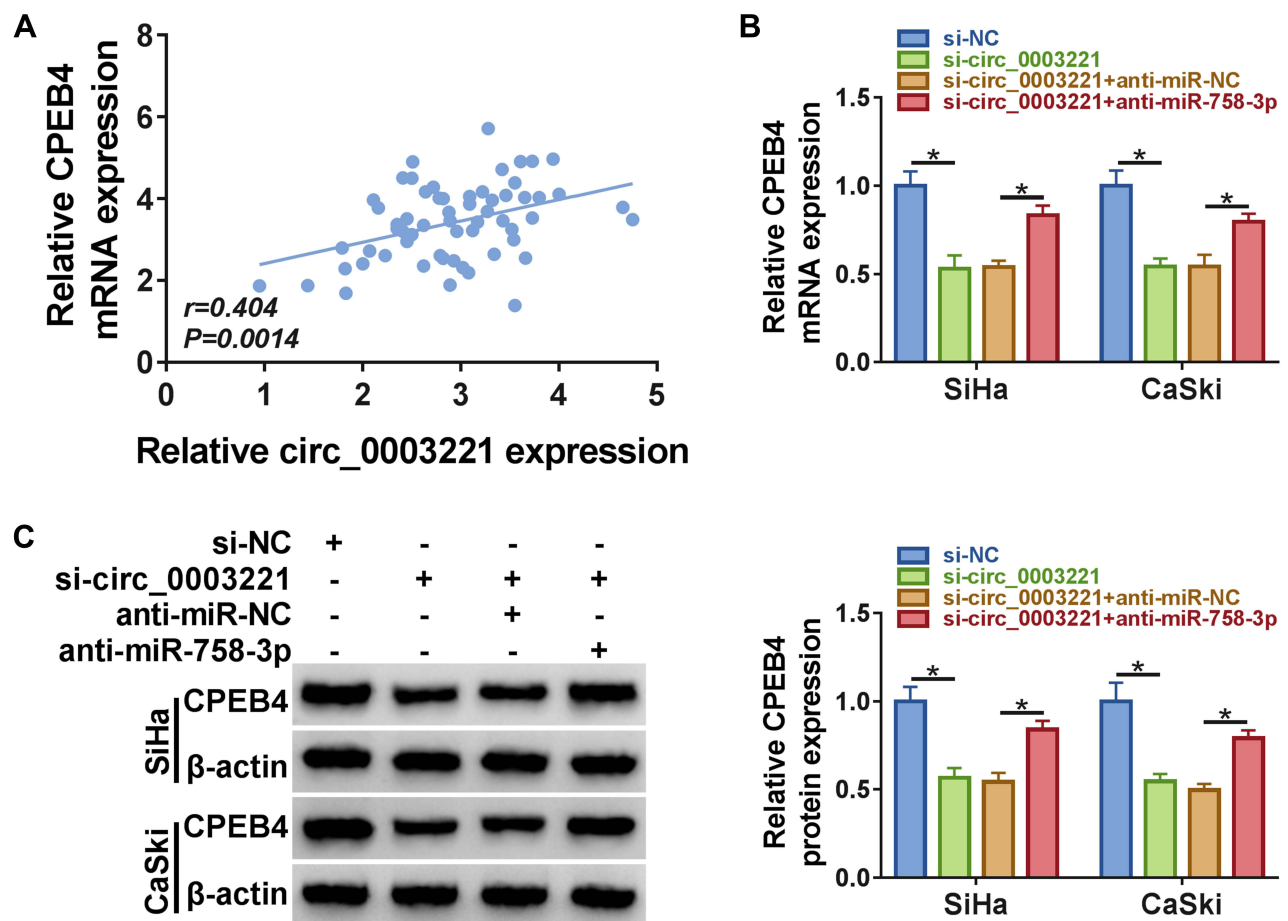 A
Relative CPEB4
mRNA expression
8
6
4
2
0
r=0.404
P=0.0014
0 1 2 3 4 5
Relative circ_0003221 expression
B
si-NC
si-circ_0003221
si-circ_0003221+anti-miR-NC
si-circ_0003221+anti-miR-758-3p
Relative CPEB4
mRNA expression
1.5
1.0
0.5
0.0
* * * *
SiHa CaSki
C
si-NC + - - -
si-circ_0003221 - + + +
anti-miR-NC - - + -
anti-miR-758-3p - - - +
SiHa
CPEB4
β-actin
CaSki
CPEB4
β-actin
si-NC
si-circ_0003221
si-circ_0003221+anti-miR-NC
si-circ_0003221+anti-miR-758-3p
Relative CPEB4
protein expression
1.5
1.0
0.5
0.0
* * * *
SiHa CaSki